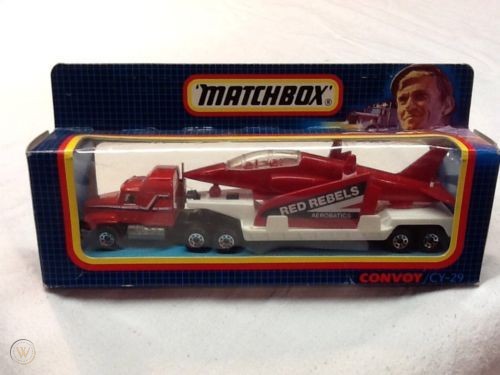 'MATCHBOX'®
RED REBELS
AEROBATICS
CONVOY/CY-29
W